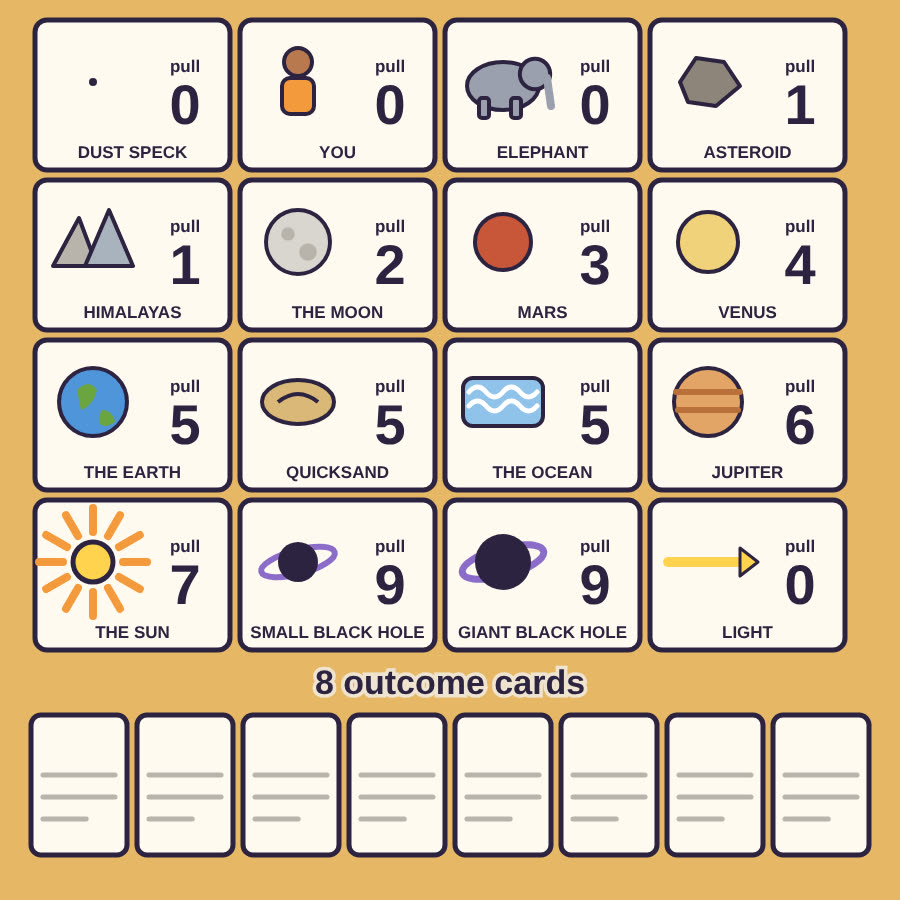 pull
0
DUST SPECK
pull
0
YOU
pull
0
ELEPHANT
pull
1
ASTEROID
pull
1
HIMALAYAS
pull
2
THE MOON
pull
3
MARS
pull
4
VENUS
pull
5
THE EARTH
pull
5
QUICKSAND
pull
5
THE OCEAN
pull
6
JUPITER
pull
7
THE SUN
pull
9
SMALL BLACK HOLE
pull
9
GIANT BLACK HOLE
pull
0
LIGHT
8 outcome cards